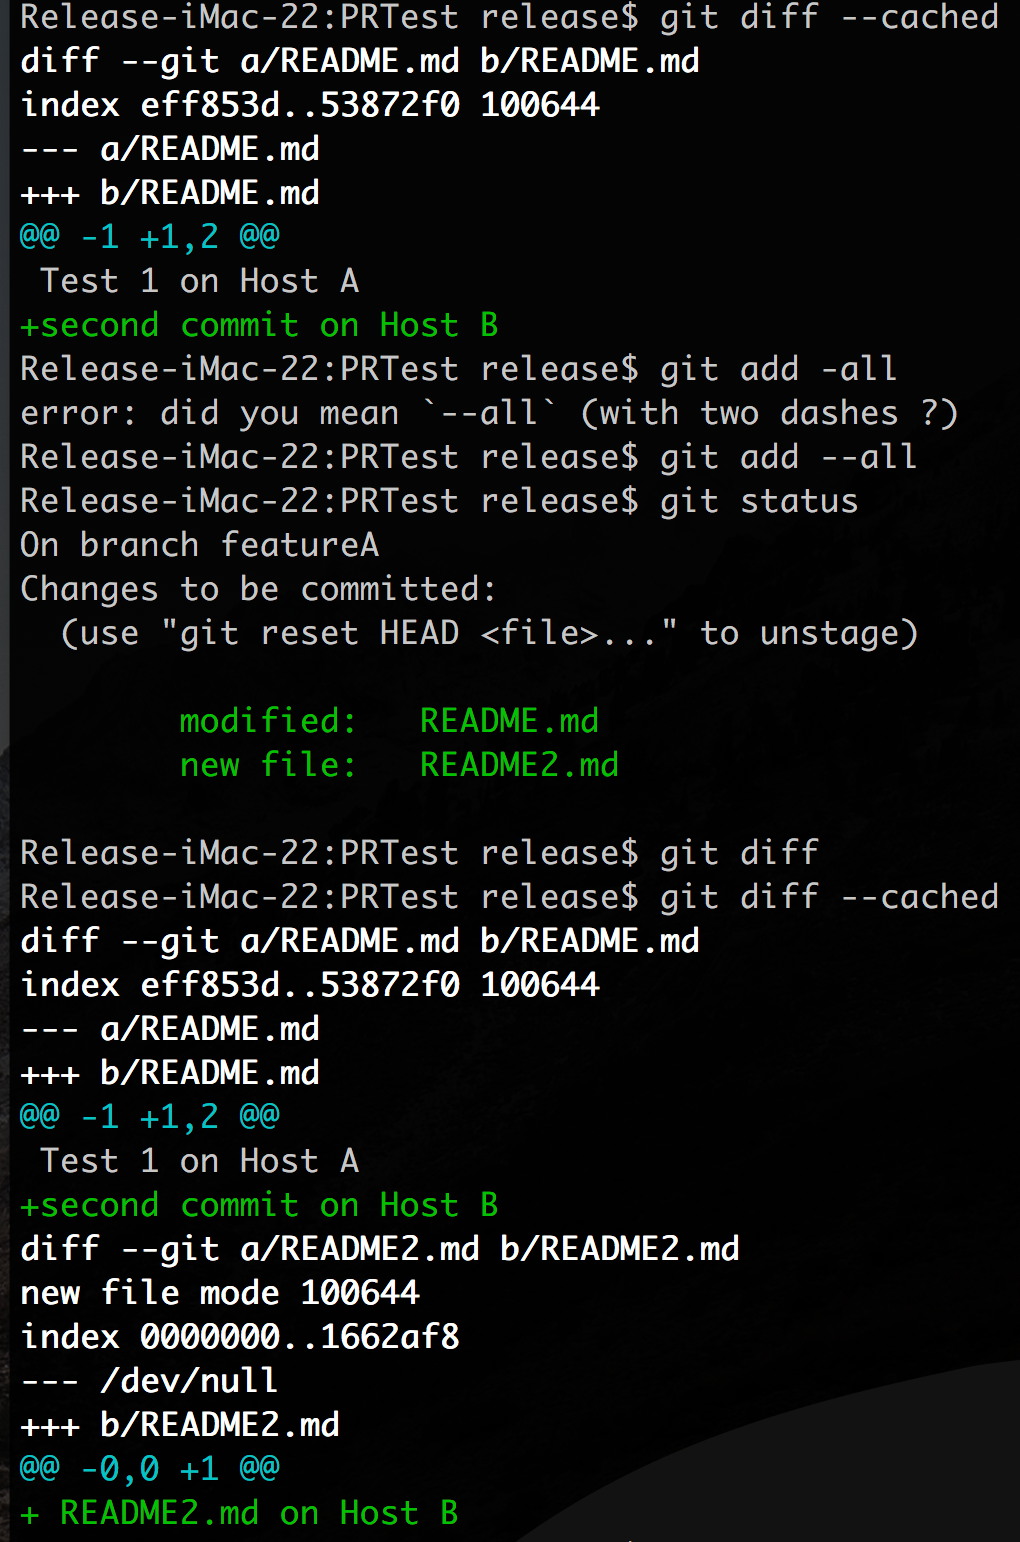 Release-iMac-22:PRTest release$ git diff --cached
diff --git a/README.md b/README.md
index eff853d..53872f0 100644
--- a/README.md
+++ b/README.md
@@ -1 +1,2 @@
 Test 1 on Host A
+second commit on Host B
Release-iMac-22:PRTest release$ git add -all
error: did you mean `--all` (with two dashes ?)
Release-iMac-22:PRTest release$ git add --all
Release-iMac-22:PRTest release$ git status
On branch featureA
Changes to be committed:
  (use "git reset HEAD <file>..." to unstage)

        modified:   README.md
        new file:   README2.md

Release-iMac-22:PRTest release$ git diff
Release-iMac-22:PRTest release$ git diff --cached
diff --git a/README.md b/README.md
index eff853d..53872f0 100644
--- a/README.md
+++ b/README.md
@@ -1 +1,2 @@
 Test 1 on Host A
+second commit on Host B
diff --git a/README2.md b/README2.md
new file mode 100644
index 0000000..1662af8
--- /dev/null
+++ b/README2.md
@@ -0,0 +1 @@
+ README2.md on Host B